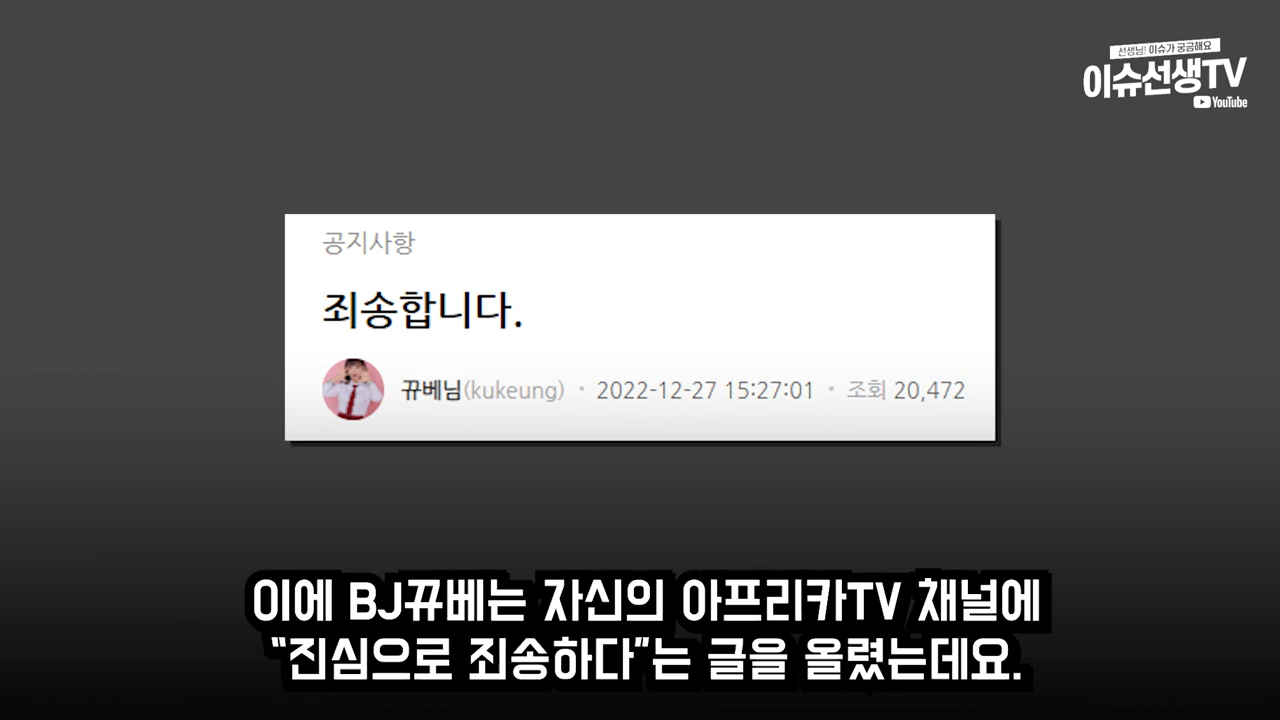 선생님! 이슈가 궁금해요
이슈선생TV
YouTube
공지사항
죄송합니다.
뀨베님(kukeung) • 2022-12-27 15:27:01 • 조회 20,472
이에 BJ뀨베는 자신의 아프리카TV 채널에
“진심으로 죄송하다”는 글을 올렸는데요.